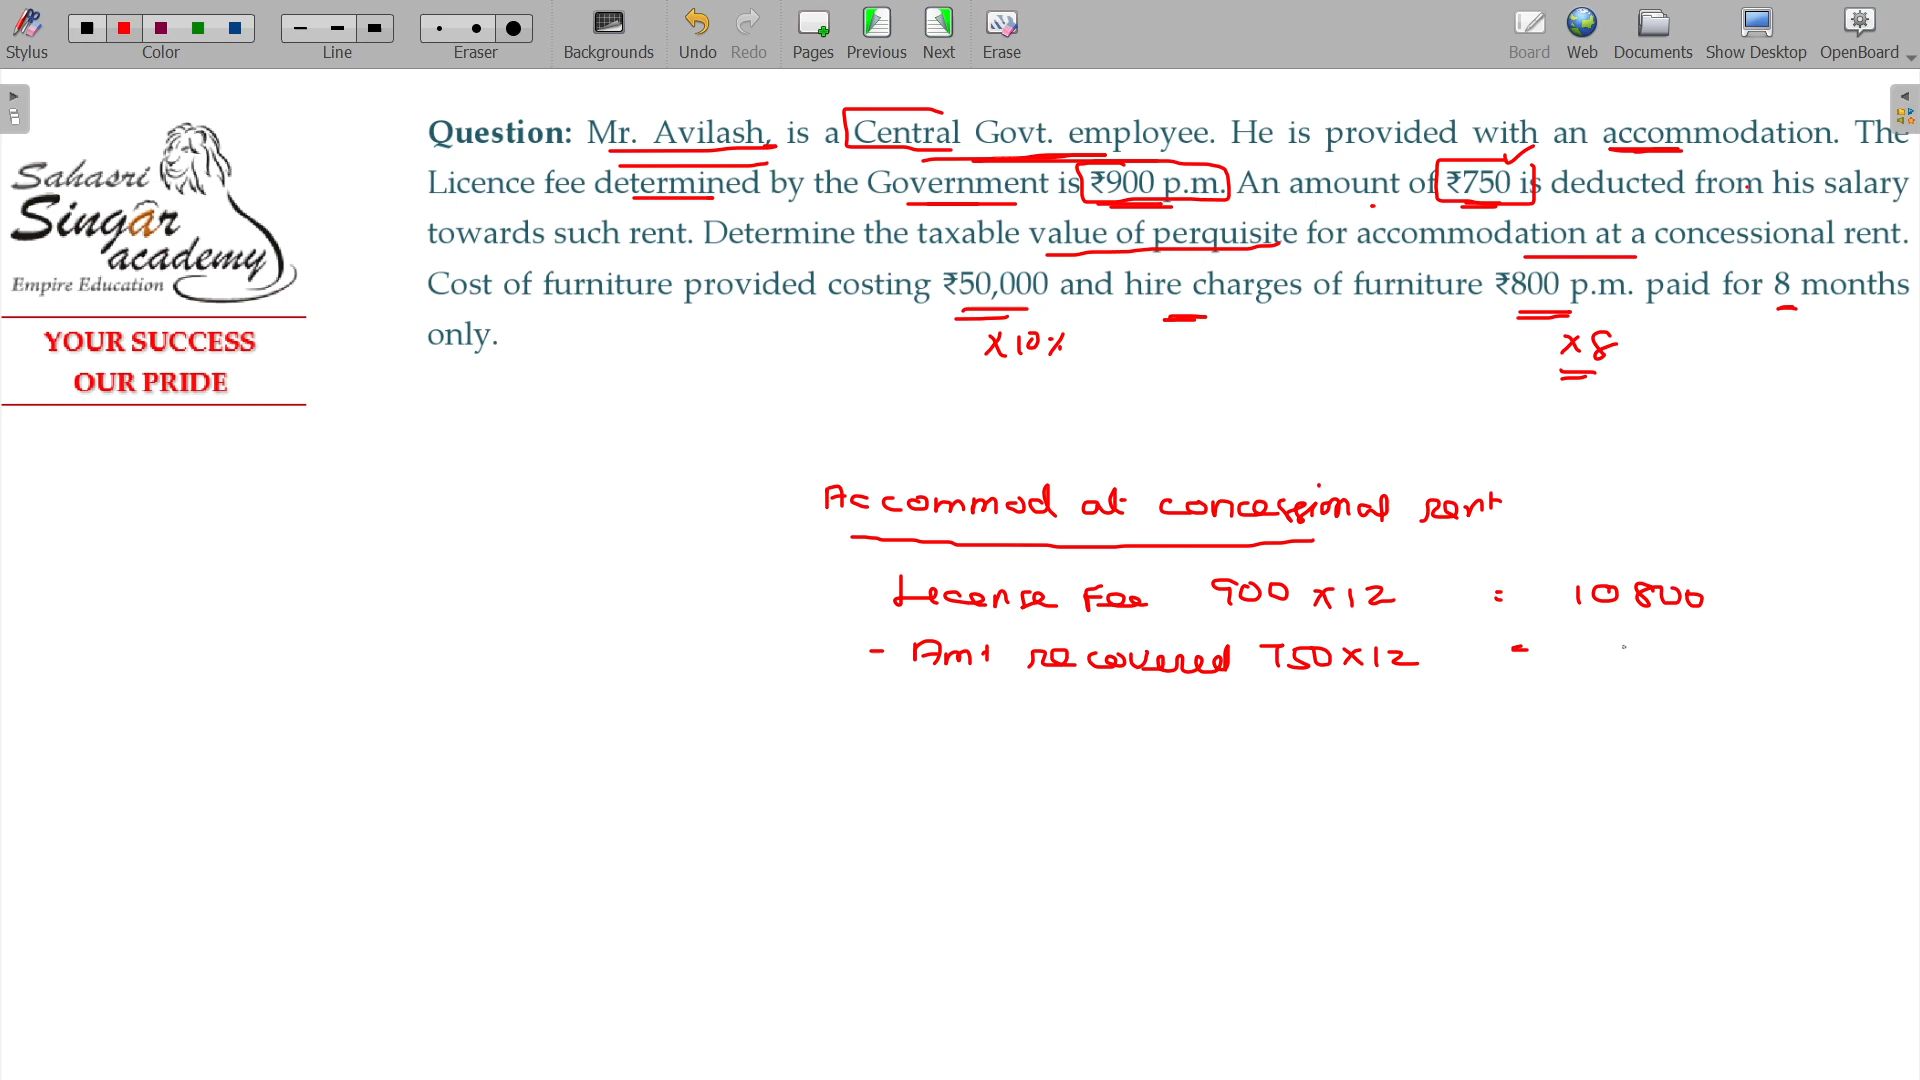 Stylus Color Line Eraser Backgrounds Undo Redo Pages Previous Next Erase Board Web Documents Show Desktop OpenBoard
Sahasri
Singar
academy
Empire Education
YOUR SUCCESS
OUR PRIDE
Question: Mr. Avilash, is a Central Govt. employee. He is provided with an accommodation. The
Licence fee determined by the Government is ₹900 p.m. An amount of ₹750 is deducted from his salary
towards such rent. Determine the taxable value of perquisite for accommodation at a concessional rent.
Cost of furniture provided costing ₹50,000 and hire charges of furniture ₹800 p.m. paid for 8 months
only.
x 10% x 8
Accommod at concessional rent
License Fee 900 x 12 = 10800
- Amt recovered 750 x 12 =